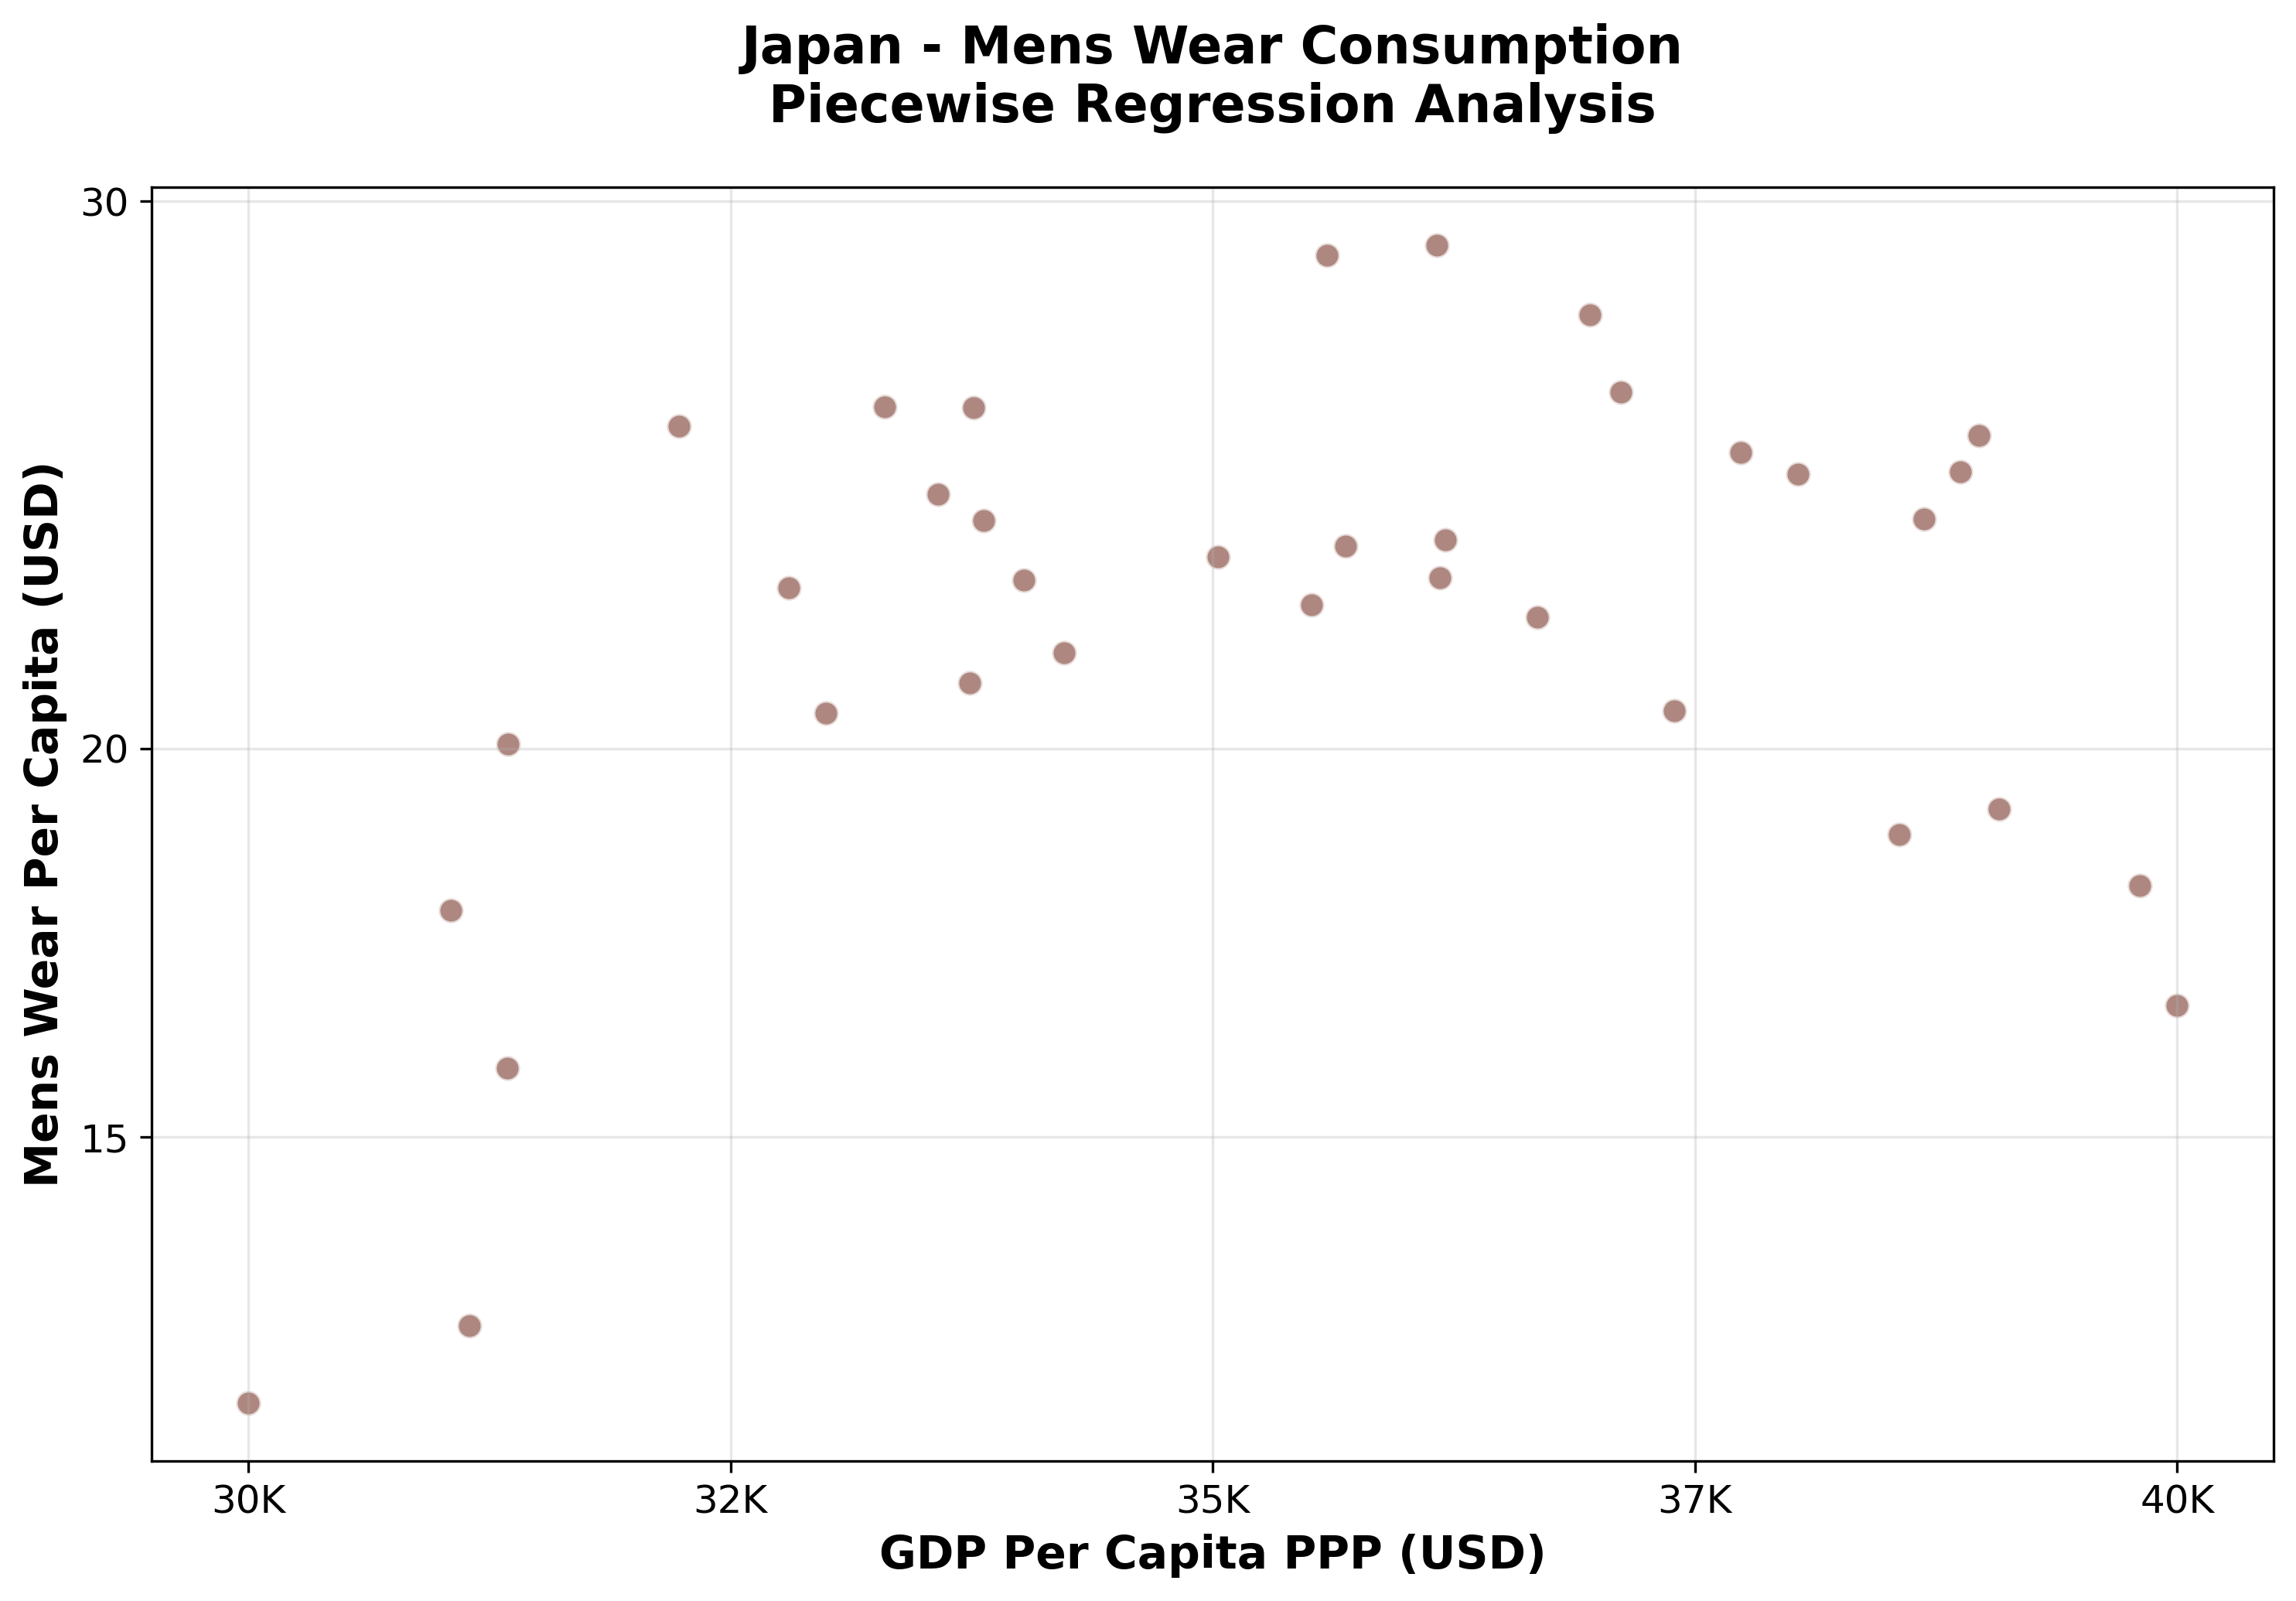 Japan - Mens Wear Consumption
Piecewise Regression Analysis
Mens Wear Per Capita (USD)
30
20
15
30K
32K
35K
37K
40K
GDP Per Capita PPP (USD)